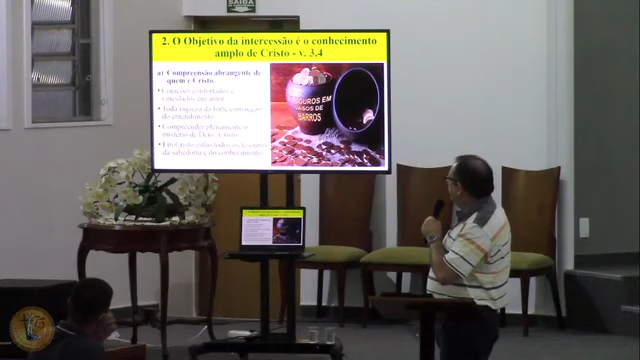 SAÍDA
2. O Objetivo da intercessão é o conhecimento
amplo de Cristo - v. 3.4
a) Compreensão abrangente de
quem é Cristo
• Corações confortados e
vinculados em amor
• Toda riqueza da forte convicção do
entendimento
• Compreender plenamente o
mistério de Deus Cristo
• Em Cristo estão todos os tesouros
da sabedoria e do conhecimento
TESOUROS EM
VASOS DE
BARROS